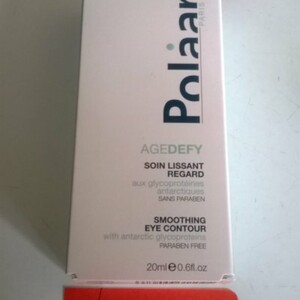 Polaar
PARIS
AGEDEFY
SOIN LISSANT
REGARD
aux glycoprotéines
antarctiques
SANS PARABEN
SMOOTHING
EYE CONTOUR
with antarctic glycoproteins
PARABEN FREE
20ml e 0.6fl.oz